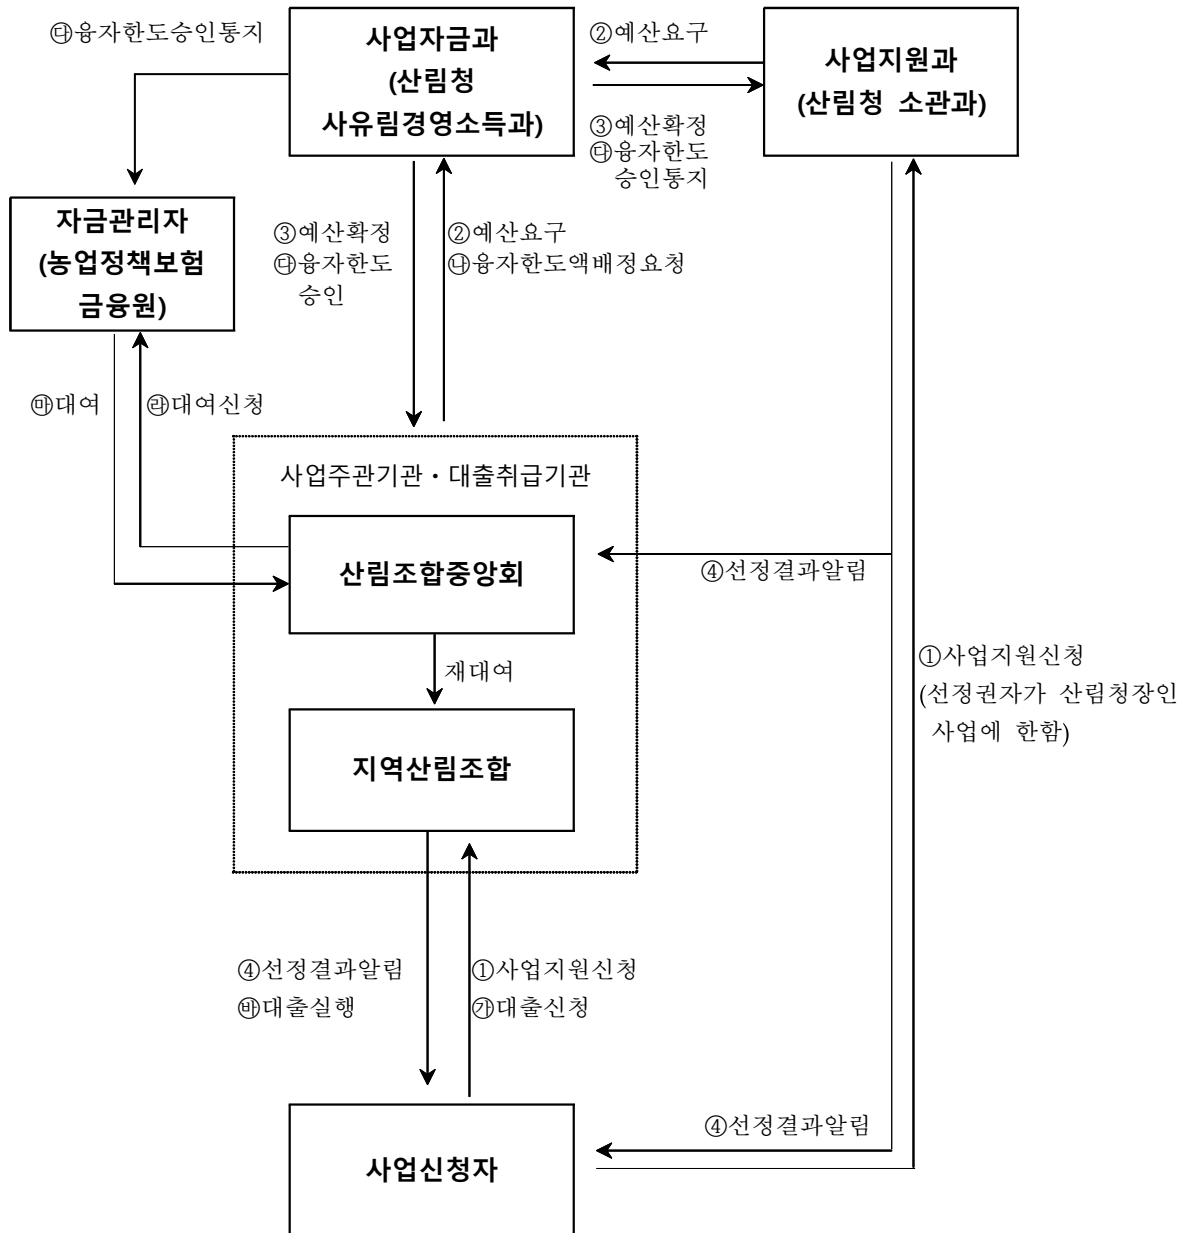 ㉰융자한도승인통지
사업자금과
(산림청
사유림경영소득과)
②예산요구
③예산확정
㉰융자한도
승인통지
사업지원과
(산림청 소관과)
자금관리자
(농업정책보험
금융원)
③예산확정
㉰융자한도
승인
②예산요구
㉯융자한도액배정요청
㉲대여
㉱대여신청
사업주관기관・대출취급기관
산림조합중앙회
④선정결과알림
재대여
지역산림조합
①사업지원신청
(선정권자가 산림청장인
사업에 한함)
④선정결과알림
㉳대출실행
①사업지원신청
㉮대출신청
④선정결과알림
사업신청자